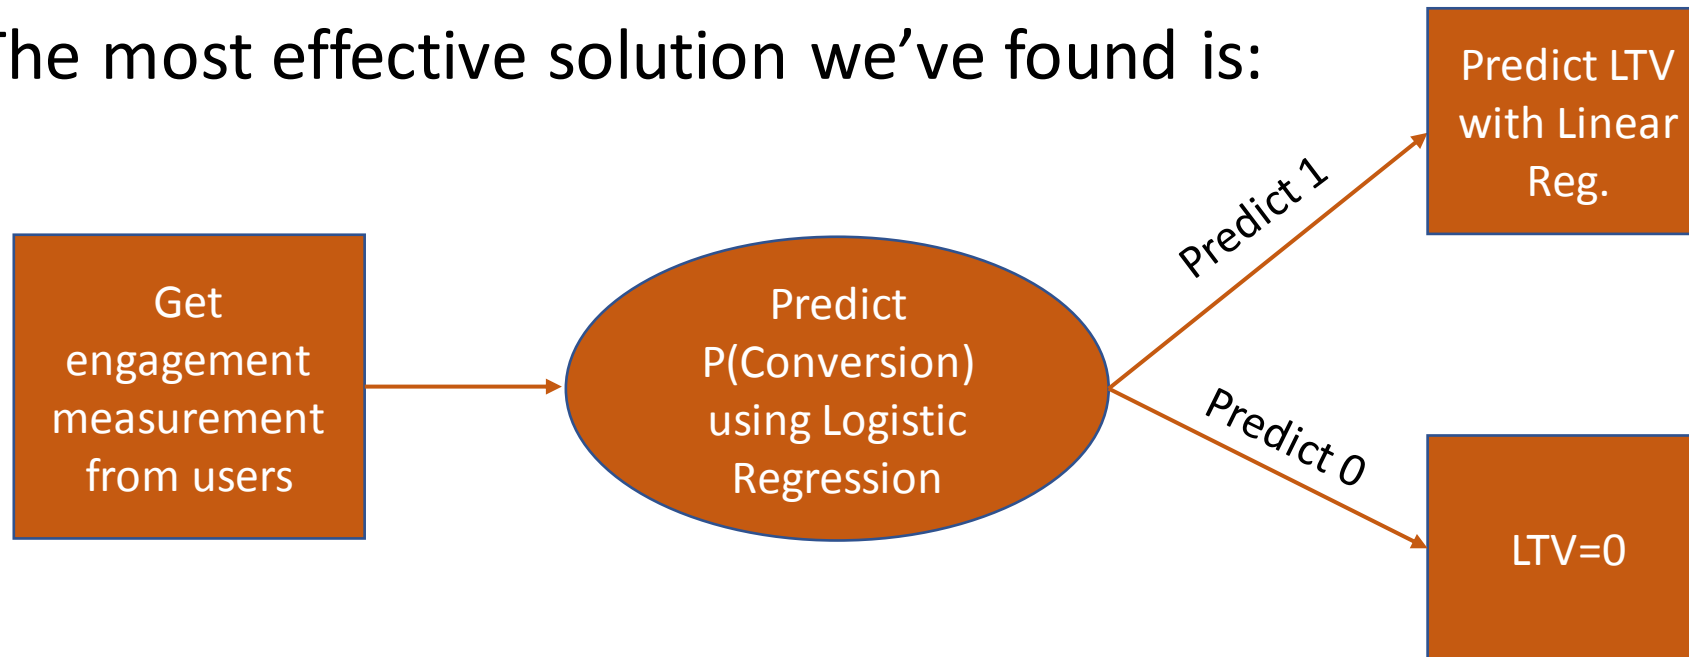 The most effective solution we’ve found is:
Predict LTV
with Linear
Reg.
Predict 1
Get
engagement
measurement
from users
Predict
P(Conversion)
using Logistic
Regression
Predict 0
LTV=0